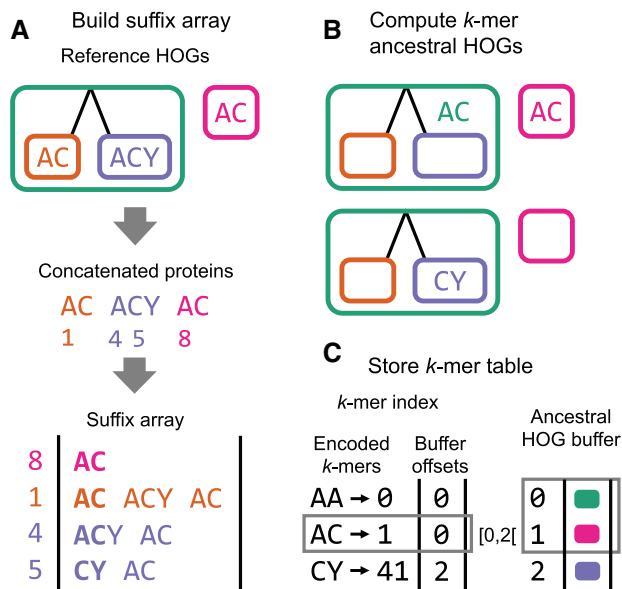 A Build suffix array
Reference HOGs
AC
AC ACY
Concatenated proteins
AC ACY AC
1 4 5 8
Suffix array
8 AC
1 AC ACY AC
4 ACY AC
5 CY AC
B Compute k-mer
ancestral HOGs
AC AC
CY
C Store k-mer table
k-mer index
Encoded
k-mers
Buffer
offsets
Ancestral
HOG buffer
AA → 0 0 0
AC → 1 0 [0,2[ 1
CY → 41 2 2